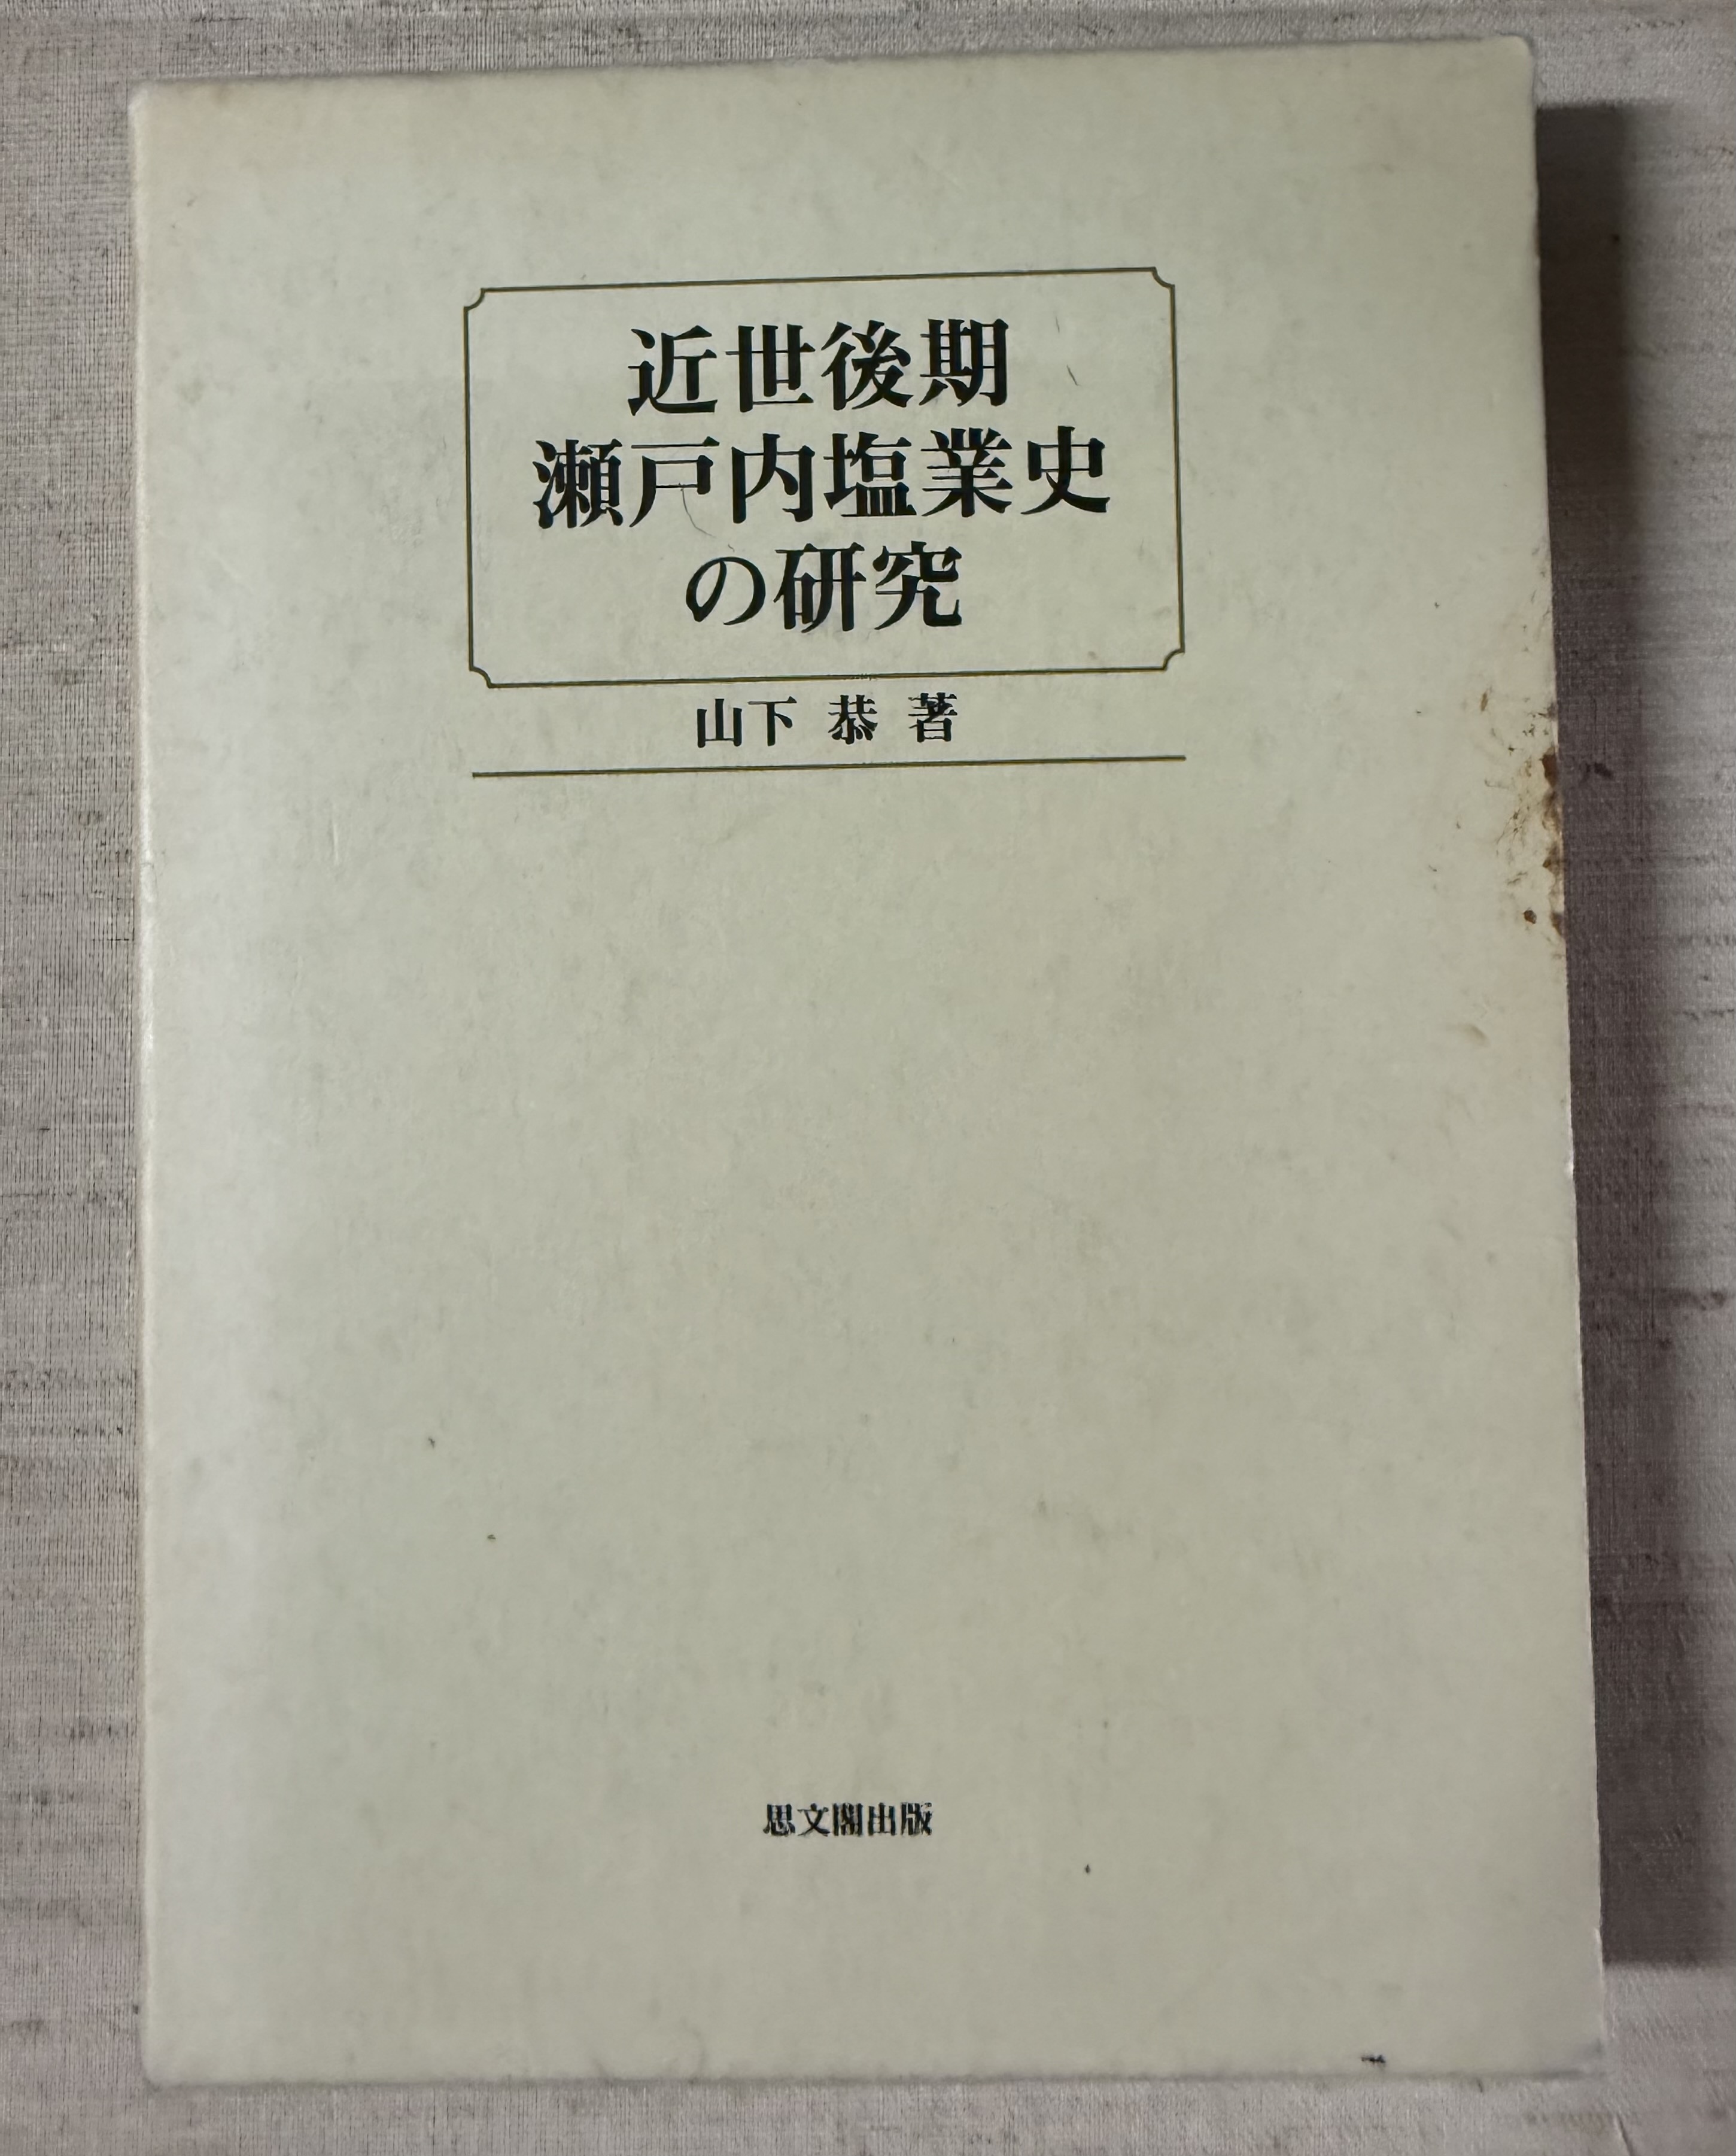 近世後期
瀬戸内塩業史
の研究
山下 恭 著
思文閣出版